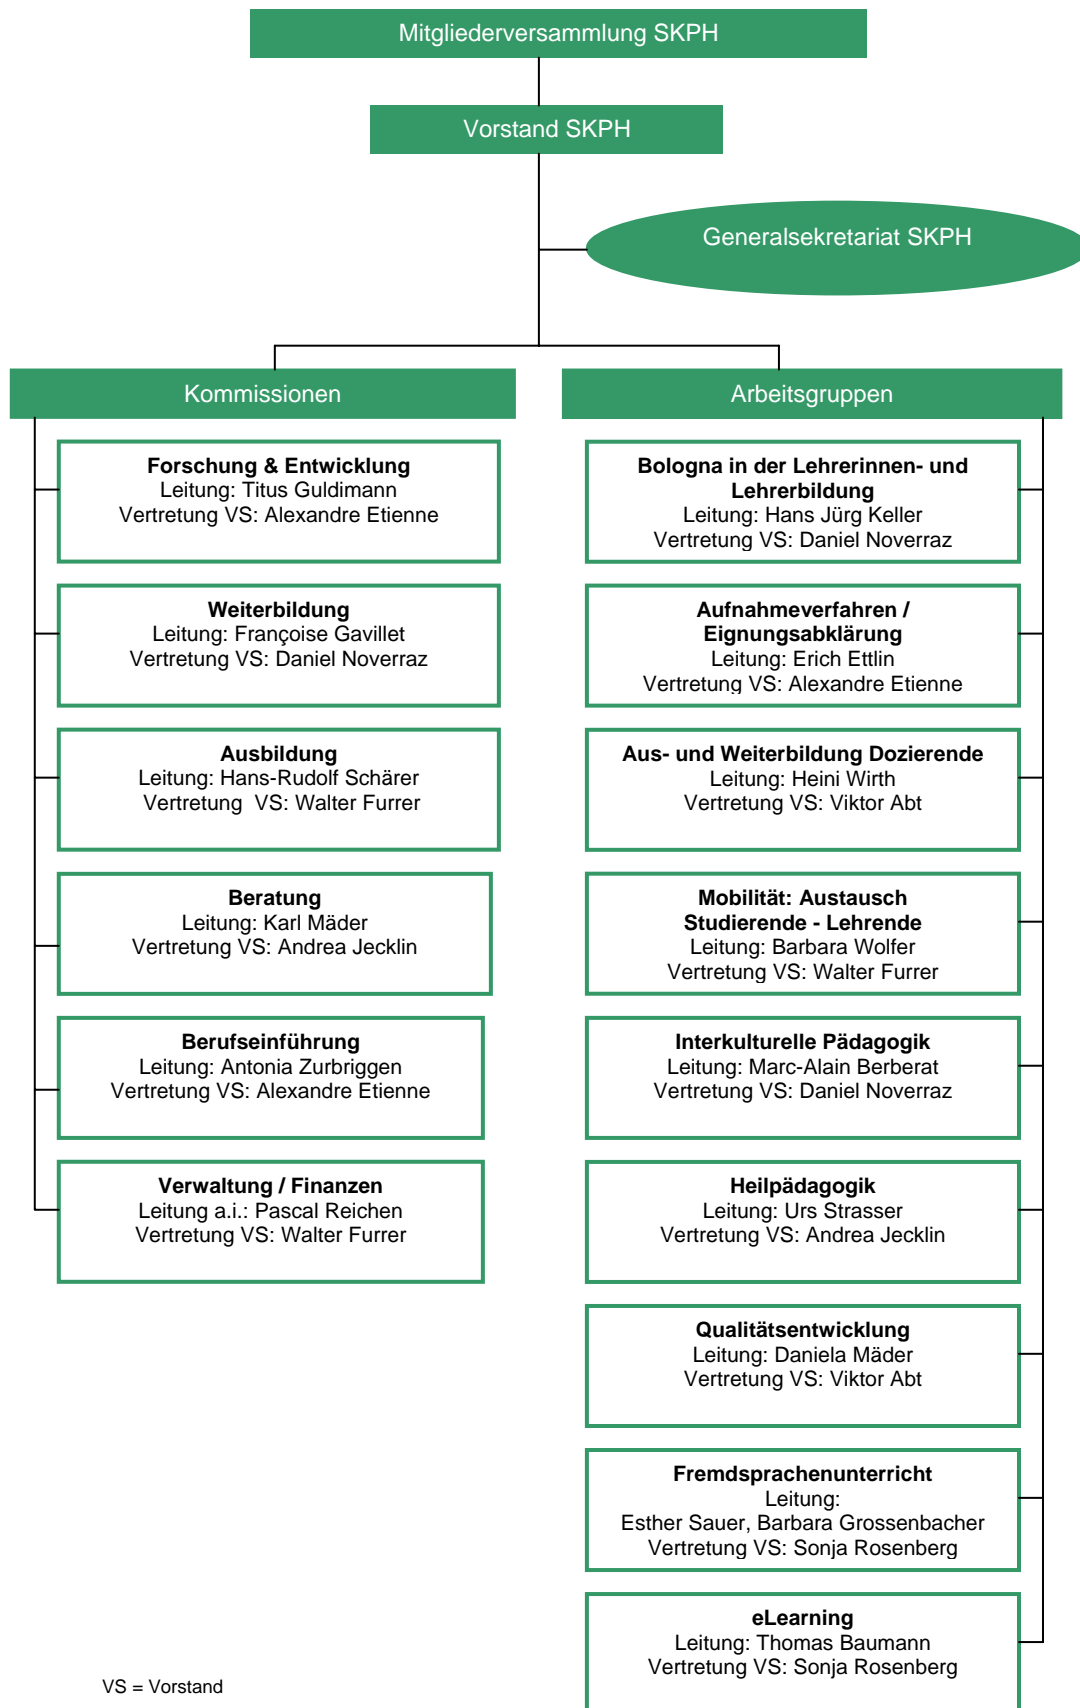 Mitgliederversammlung SKPH
Vorstand SKPH
Generalsekretariat SKPH
Kommissionen
Forschung & Entwicklung
Leitung: Titus Guldimann
Vertretung VS: Alexandre Etienne
Weiterbildung
Leitung: Françoise Gavillet
Vertretung VS: Daniel Noverraz
Ausbildung
Leitung: Hans-Rudolf Schärer
Vertretung  VS: Walter Furrer
Beratung
Leitung: Karl Mäder
Vertretung VS: Andrea Jecklin
Berufseinführung
Leitung: Antonia Zurbriggen
Vertretung VS: Alexandre Etienne
Verwaltung / Finanzen
Leitung a.i.: Pascal Reichen
Vertretung VS: Walter Furrer
Arbeitsgruppen
Bologna in der Lehrerinnen- und
Lehrerbildung
Leitung: Hans Jürg Keller
Vertretung VS: Daniel Noverraz
Aufnahmeverfahren /
Eignungsabklärung
Leitung: Erich Ettlin
Vertretung VS: Alexandre Etienne
Aus- und Weiterbildung Dozierende
Leitung: Heini Wirth
Vertretung VS: Viktor Abt
Mobilität: Austausch
Studierende - Lehrende
Leitung: Barbara Wolfer
Vertretung VS: Walter Furrer
Interkulturelle Pädagogik
Leitung: Marc-Alain Berberat
Vertretung VS: Daniel Noverraz
Heilpädagogik
Leitung: Urs Strasser
Vertretung VS: Andrea Jecklin
Qualitätsentwicklung
Leitung: Daniela Mäder
Vertretung VS: Viktor Abt
Fremdsprachenunterricht
Leitung:
Esther Sauer, Barbara Grossenbacher
Vertretung VS: Sonja Rosenberg
eLearning
Leitung: Thomas Baumann
Vertretung VS: Sonja Rosenberg
VS = Vorstand